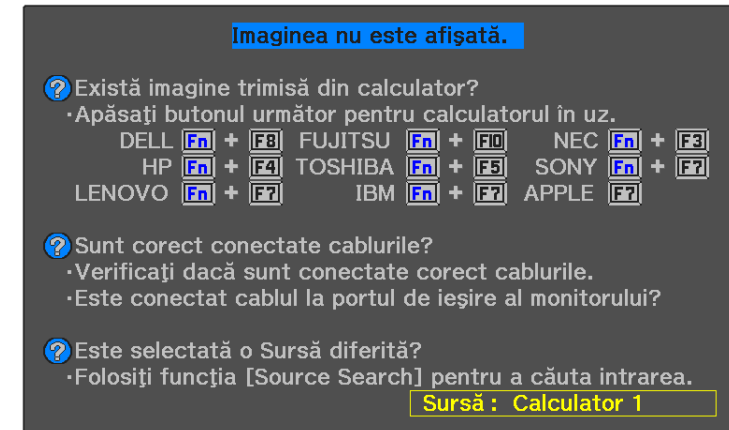 Imaginea nu este afişată.
? Există imagine trimisă din calculator?
·Apăsaţi butonul următor pentru calculatorul în uz.
DELL Fn + F8 FUJITSU Fn + F10 NEC Fn + F3
HP Fn + F4 TOSHIBA Fn + F5 SONY Fn + F7
LENOVO Fn + F7 IBM Fn + F7 APPLE F7
? Sunt corect conectate cablurile?
·Verificaţi dacă sunt conectate corect cablurile.
·Este conectat cablul la portul de ieşire al monitorului?
? Este selectată o Sursă diferită?
·Folosiţi funcţia [Source Search] pentru a căuta intrarea.
Sursă : Calculator 1